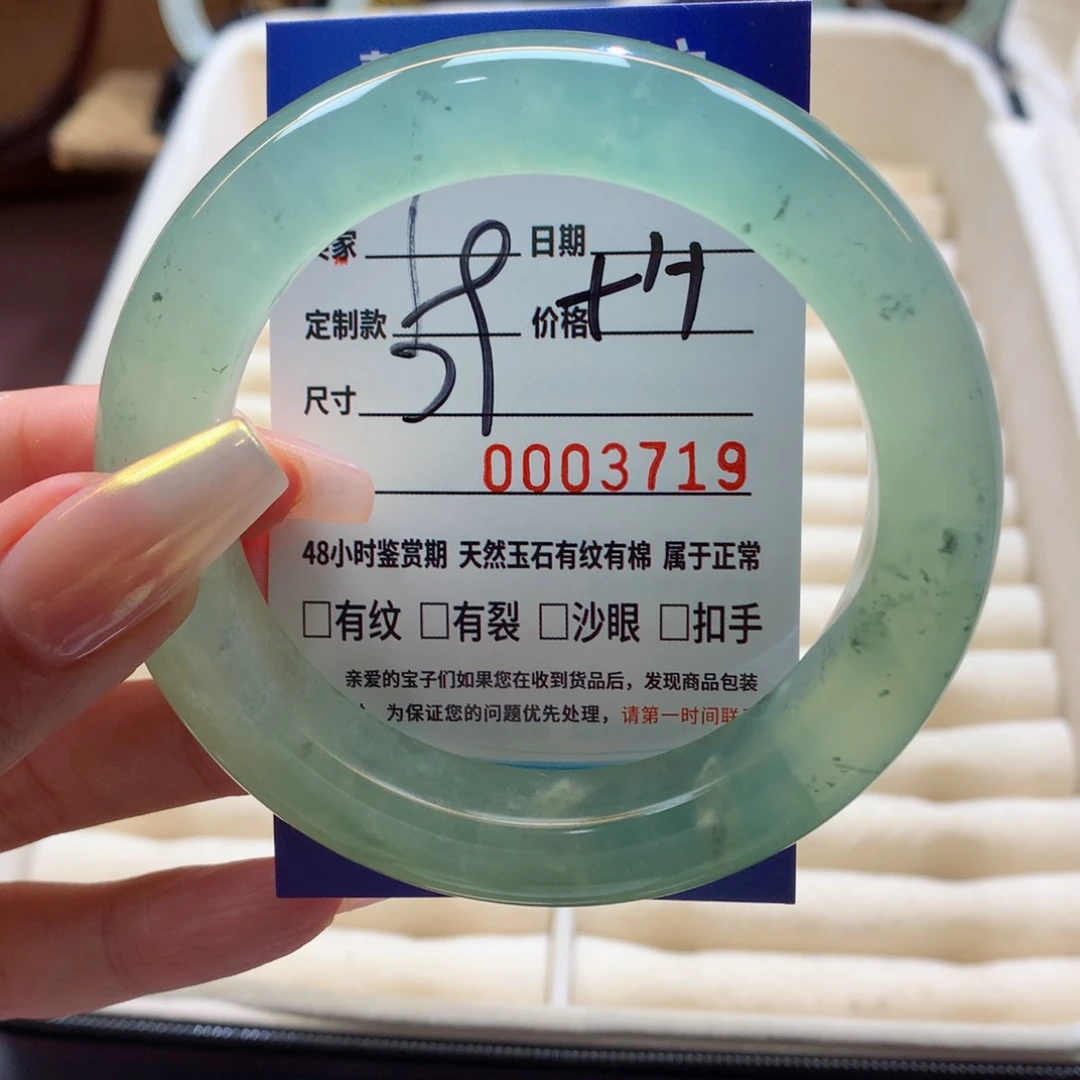 家 日期
定制款 价格
尺寸
0003719
48小时鉴赏期 天然玉石有纹有棉 属于正常
□有纹 □有裂 □沙眼 □扣手
亲爱的宝子们如果您在收到货品后，发现商品包装
为保证您的问题优先处理，请第一时间联